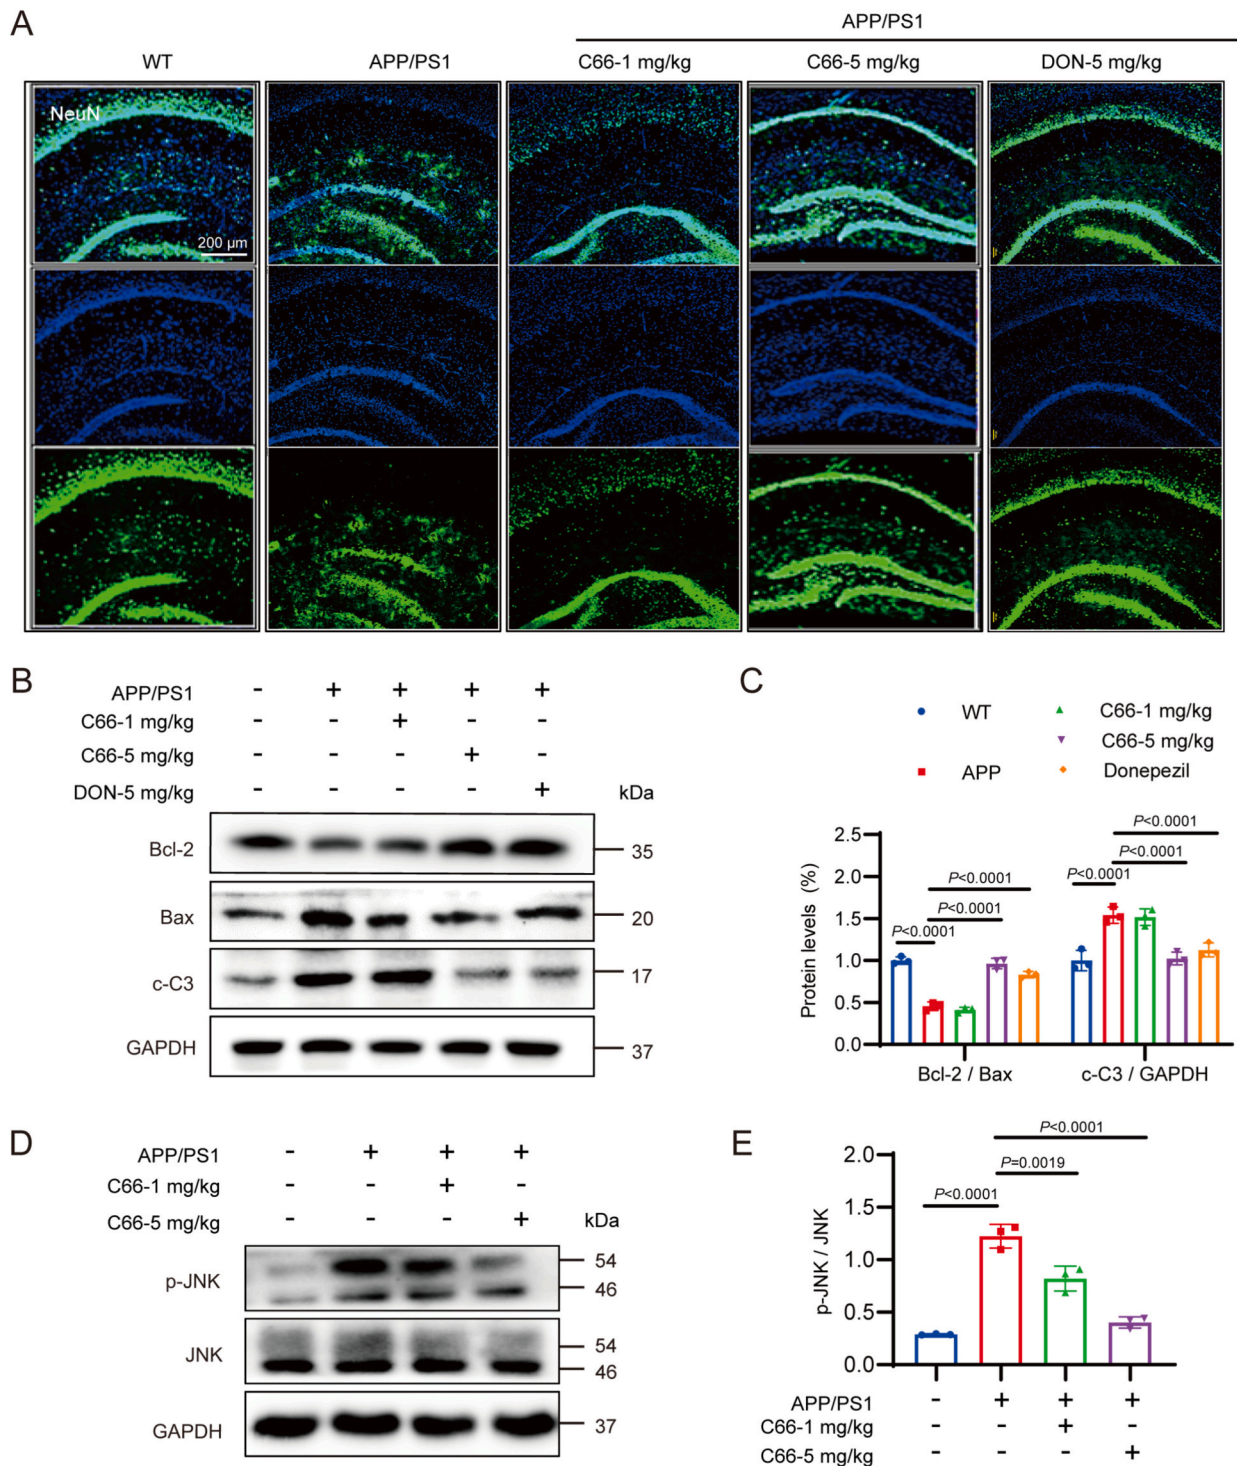 A
APP/PS1
WT APP/PS1 C66-1 mg/kg C66-5 mg/kg DON-5 mg/kg
NeuN
200 µm
B
APP/PS1 - + + + +
C66-1 mg/kg - - + - -
C66-5 mg/kg - - - + -
DON-5 mg/kg - - - - +
kDa
Bcl-2 35
Bax 20
c-C3 17
GAPDH 37
C
WT C66-1 mg/kg
C66-5 mg/kg
APP Donepezil
Protein levels (%)
2.5
2.0
1.5
1.0
0.5
0.0
P<0.0001
P<0.0001
P<0.0001
P<0.0001
P<0.0001
P<0.0001
Bcl-2 / Bax c-C3 / GAPDH
D
APP/PS1 - + + +
C66-1 mg/kg - - + -
C66-5 mg/kg - - - +
kDa
p-JNK 54
46
JNK 54
46
GAPDH 37
E
p-JNK / JNK
2.0
1.5
1.0
0.5
0.0
P<0.0001
P=0.0019
P<0.0001
APP/PS1 - + + +
C66-1 mg/kg - - + -
C66-5 mg/kg - - - +